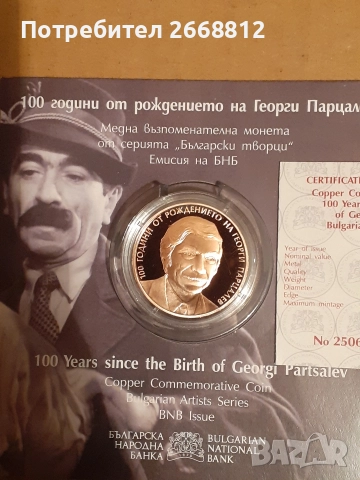 Потребител 2668812
100 години от рождението на Георги Парцал
Медна възпоменателна монета
от серията „Български творци“
Емисия на БНБ
CERTIFICATE
Copper Co
100 Years
of Ge
Bulgaria
Year of issue
Nominal value
Metal
Quality
Weight
Diameter
Edge
Maximum mintage
No 2506
100 ГОДИНИ ОТ РОЖДЕНИЕТО НА ГЕОРГИ ПАРЦАЛЕВ
100 Years since the Birth of Georgi Partsalev
Copper Commemorative Coin
Bulgarian Artists Series
BNB Issue
БЪЛГАРСКА
НАРОДНА
БАНКА
BULGARIAN
NATIONAL
BANK
BAZAR